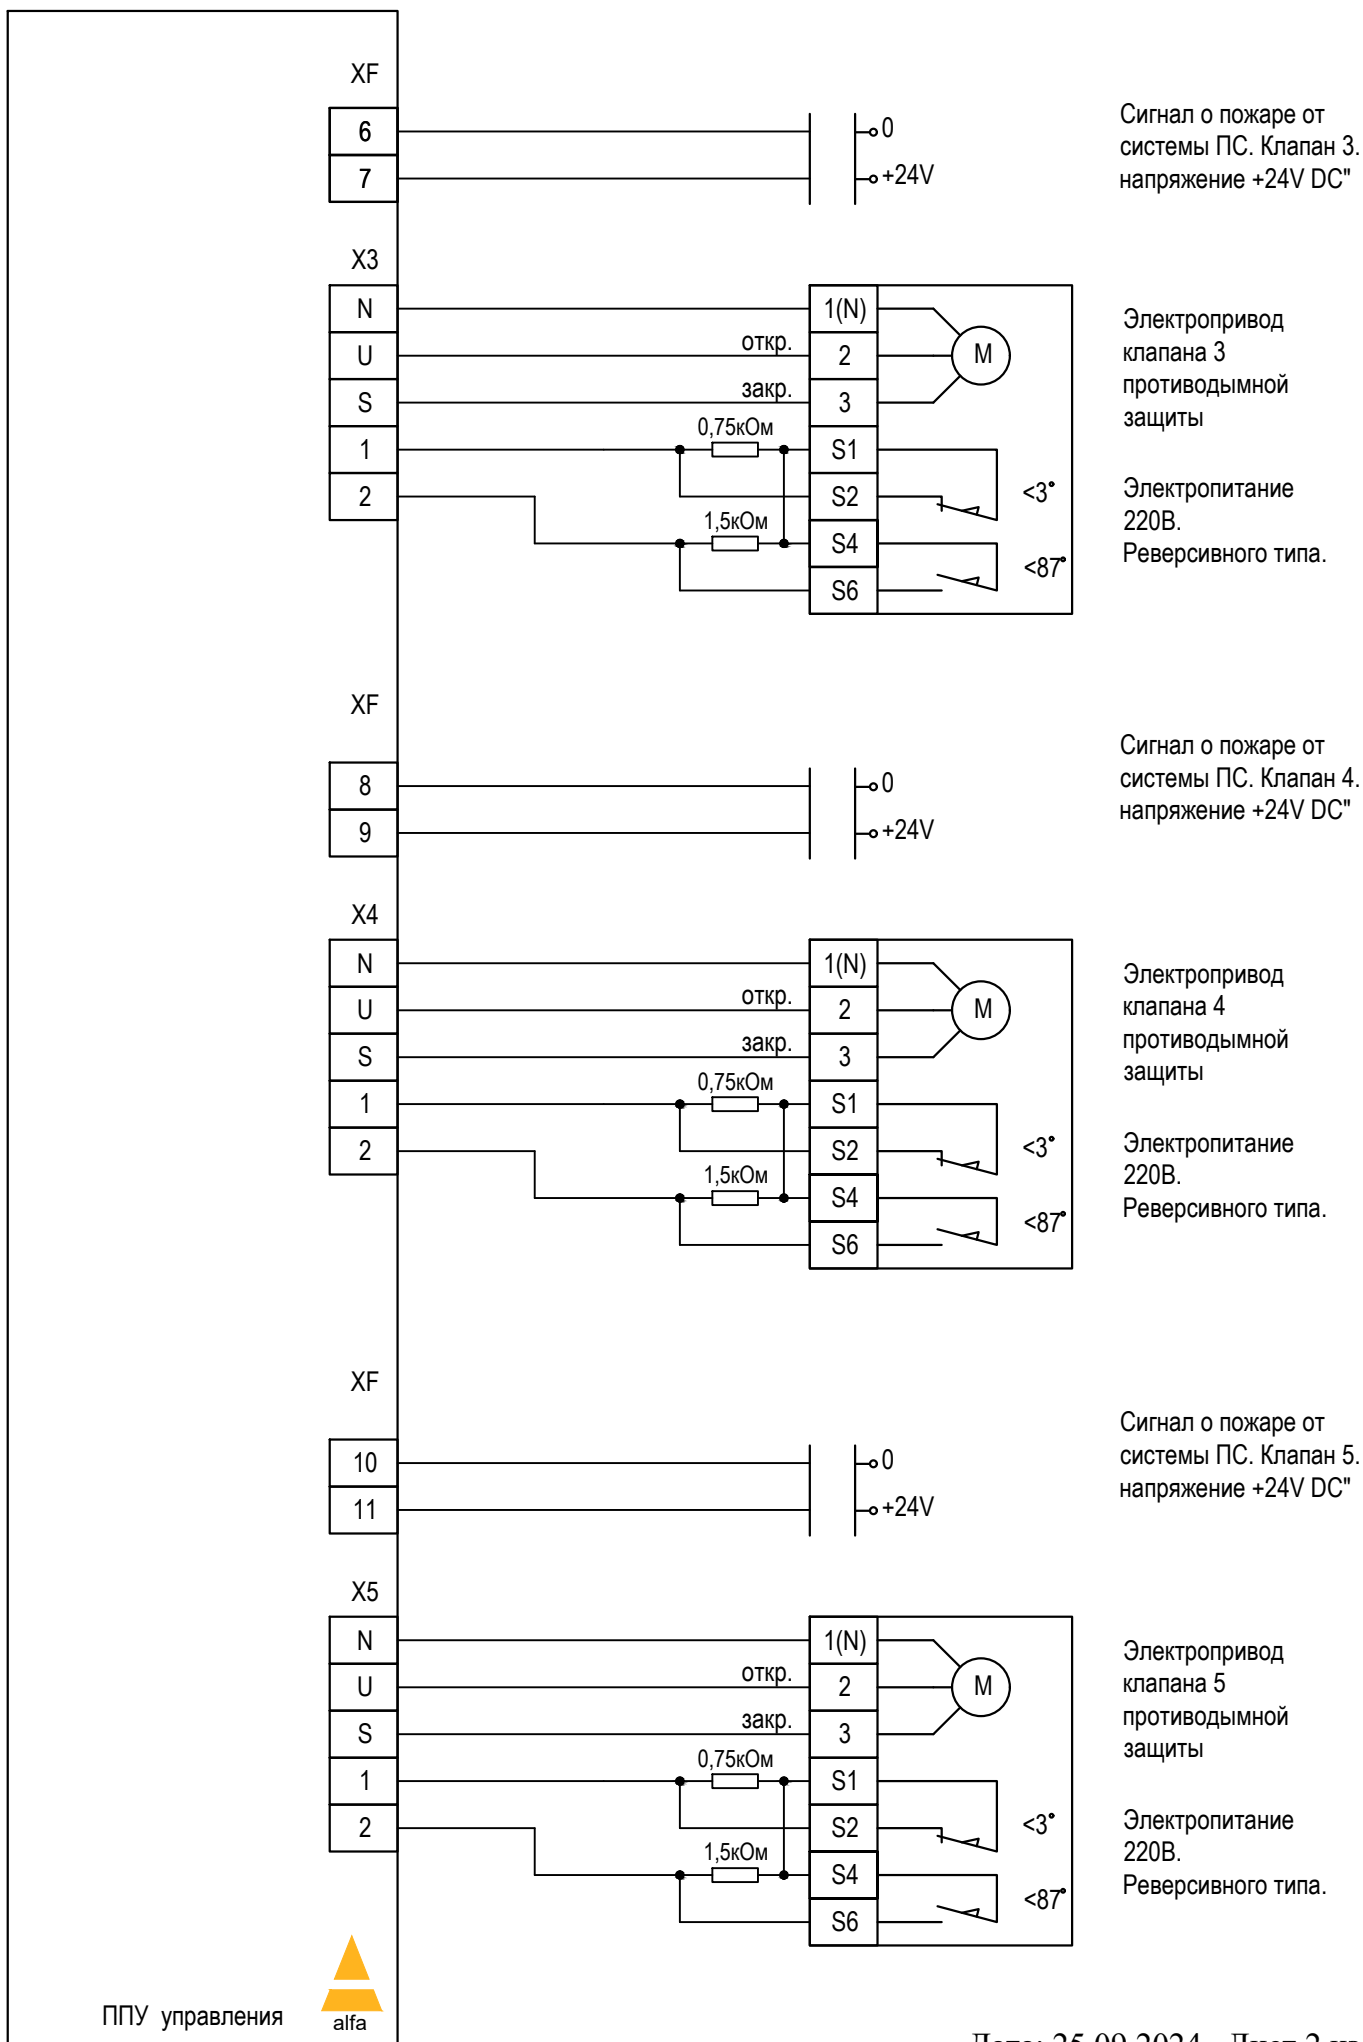 XF
6
7
0
+24V
Сигнал о пожаре от
системы ПС. Клапан 3.
напряжение +24V DC"
X3
N
U
S
1
2
откр.
закр.
0,75кОм
1,5кОм
1(N)
2
3
S1
S2
S4
S6
M
<3°
<87°
Электропривод
клапана 3
противодымной
защиты
Электропитание
220В.
Реверсивного типа.
XF
8
9
0
+24V
Сигнал о пожаре от
системы ПС. Клапан 4.
напряжение +24V DC"
X4
N
U
S
1
2
откр.
закр.
0,75кОм
1,5кОм
1(N)
2
3
S1
S2
S4
S6
M
<3°
<87°
Электропривод
клапана 4
противодымной
защиты
Электропитание
220В.
Реверсивного типа.
XF
10
11
0
+24V
Сигнал о пожаре от
системы ПС. Клапан 5.
напряжение +24V DC"
X5
N
U
S
1
2
откр.
закр.
0,75кОм
1,5кОм
1(N)
2
3
S1
S2
S4
S6
M
<3°
<87°
Электропривод
клапана 5
противодымной
защиты
Электропитание
220В.
Реверсивного типа.
ППУ управления
alfa
Дата: 25.09.2024 Лист 2